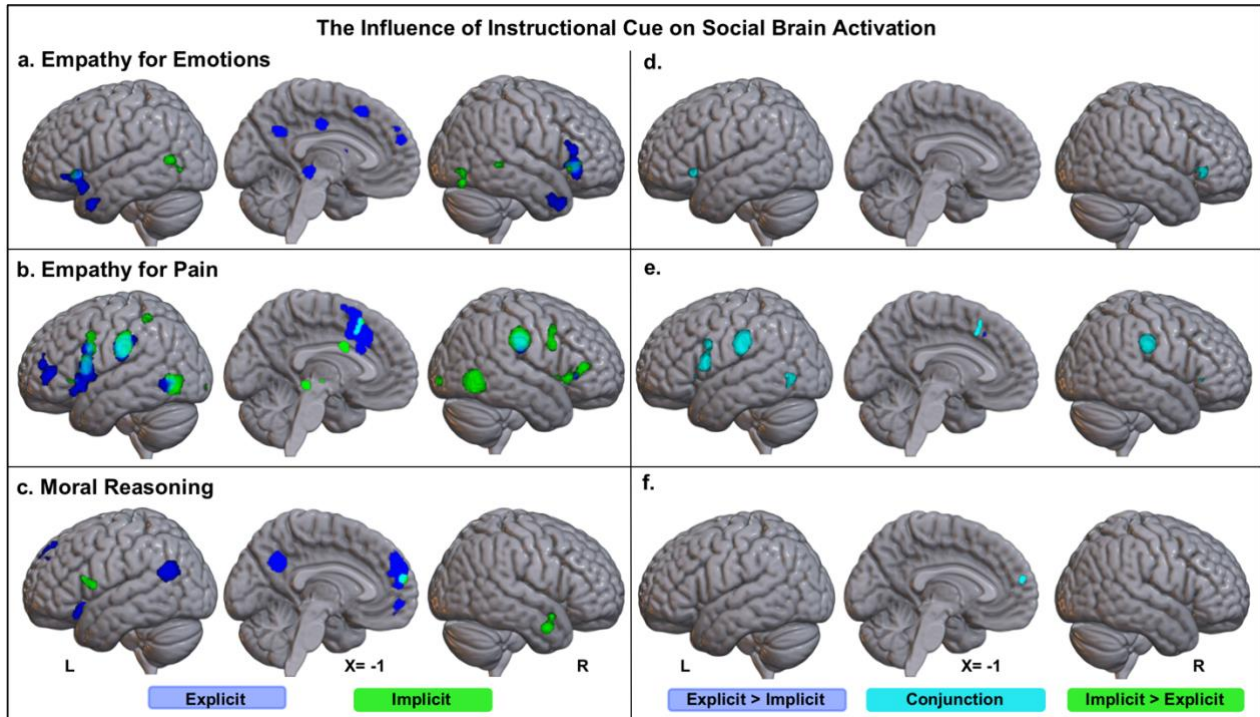 The Influence of Instructional Cue on Social Brain Activation
a. Empathy for Emotions
d.
b. Empathy for Pain
e.
c. Moral Reasoning
f.
L X= -1 R
L X= -1 R
Explicit Implicit
Explicit > Implicit Conjunction Implicit > Explicit